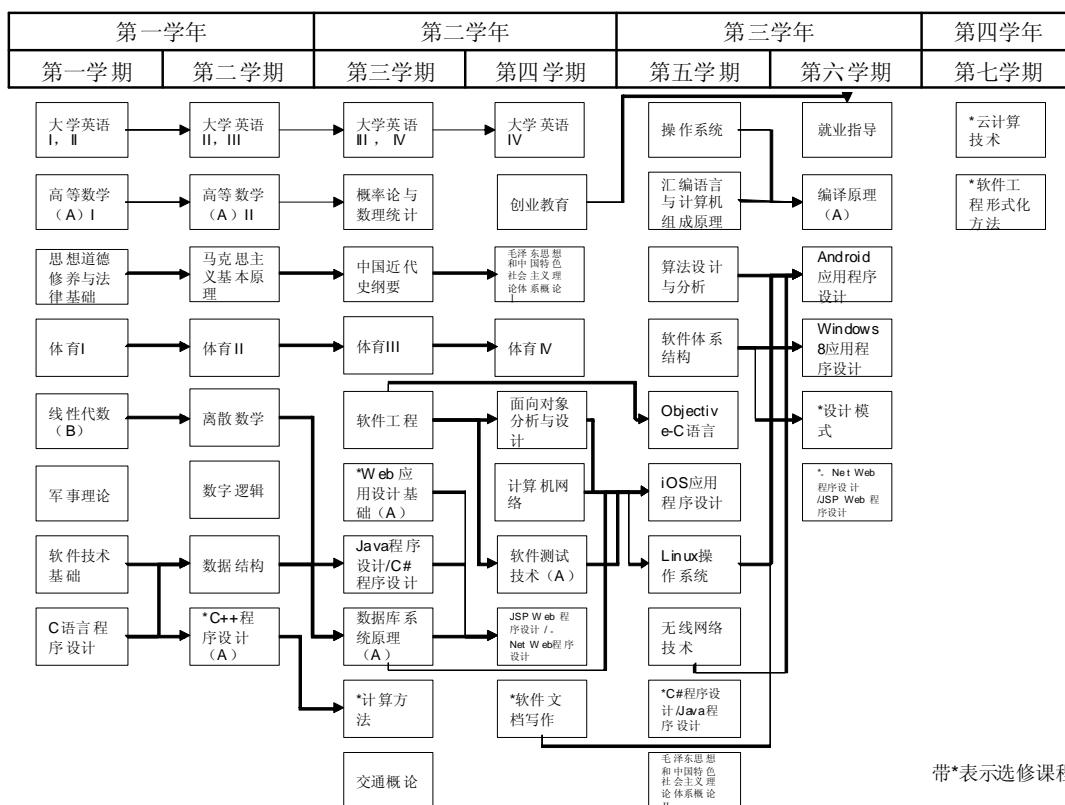 第一学年
第二学年
第三学年
第四学年
第一学期
第二学期
第三学期
第四学期
第五学期
第六学期
第七学期
大学英语
I，II
大学英语
II，III
大学英语
III，IV
大学英语
IV
操作系统
就业指导
*云计算
技术
高等数学
（A）I
高等数学
（A）II
概率论与
数理统计
创业教育
汇编语言
与计算机
组成原理
编译原理
（A）
*软件工
程形式化
方法
思想道德
修养与法
律基础
马克思主
义基本原
理
中国近代
史纲要
毛泽东思想
和中国特色
社会主义理
论体系概论
I
算法设计
与分析
Android
应用程序
设计
体育I
体育II
体育III
体育IV
软件体系
结构
Windows
8应用程
序设计
线性代数
（B）
离散数学
软件工程
面向对象
分析与设
计
Objectiv
e-C语言
*设计模
式
军事理论
数字逻辑
*Web应
用设计基
础（A）
计算机网
络
iOS应用
程序设计
*。Net Web
程序设计
/JSP Web 程
序设计
软件技术
基础
数据结构
Java程序
设计/C#
程序设计
软件测试
技术（A）
Linux操
作系统
C语言程
序设计
*C++程
序设计
（A）
数据库系
统原理
（A）
JSP Web 程
序设计/。
Net Web程序
设计
无线网络
技术
*计算方
法
*软件文
档写作
*C#程序设
计/Java程
序设计
交通概论
毛泽东思想
和中国特色
社会主义理
论体系概论
带*表示选修课程